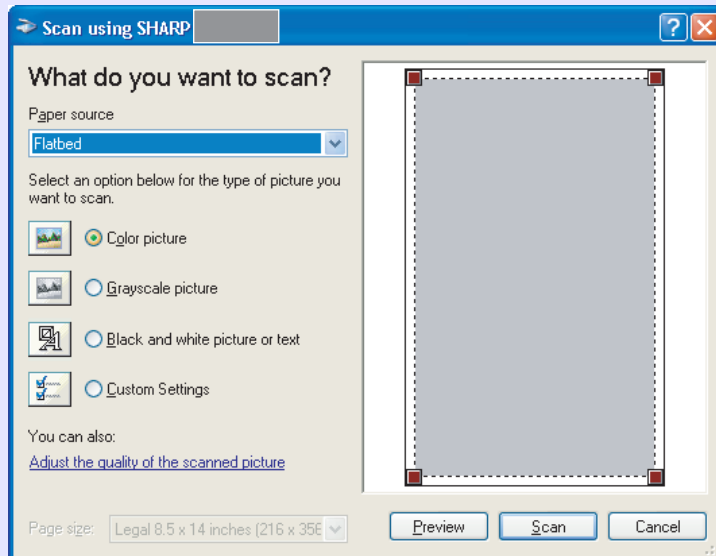 Scan using SHARP
What do you want to scan?
Paper source
Flatbed
Select an option below for the type of picture you
want to scan.
Color picture
Grayscale picture
Black and white picture or text
Custom Settings
You can also:
Adjust the quality of the scanned picture
Page size: Legal 8.5 x 14 inches (216 x 356
Preview Scan Cancel